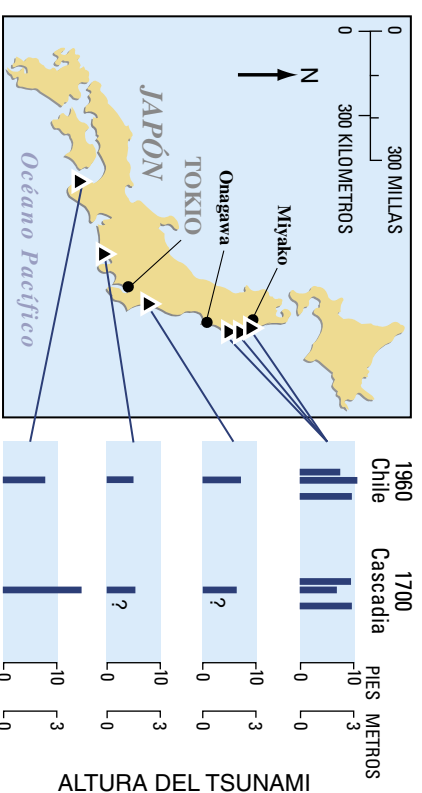 0 300 MILLAS
0 300 KILOMETROS
N
JAPÓN
TOKIO
Onagawa
Miyako
Océano Pacífico
1960
Chile
1700
Cascadia
PIES METROS
10 3
0 0
10 3
? 0 0
10 3
? 0 0
10 3
0 0
ALTURA DEL TSUNAMI